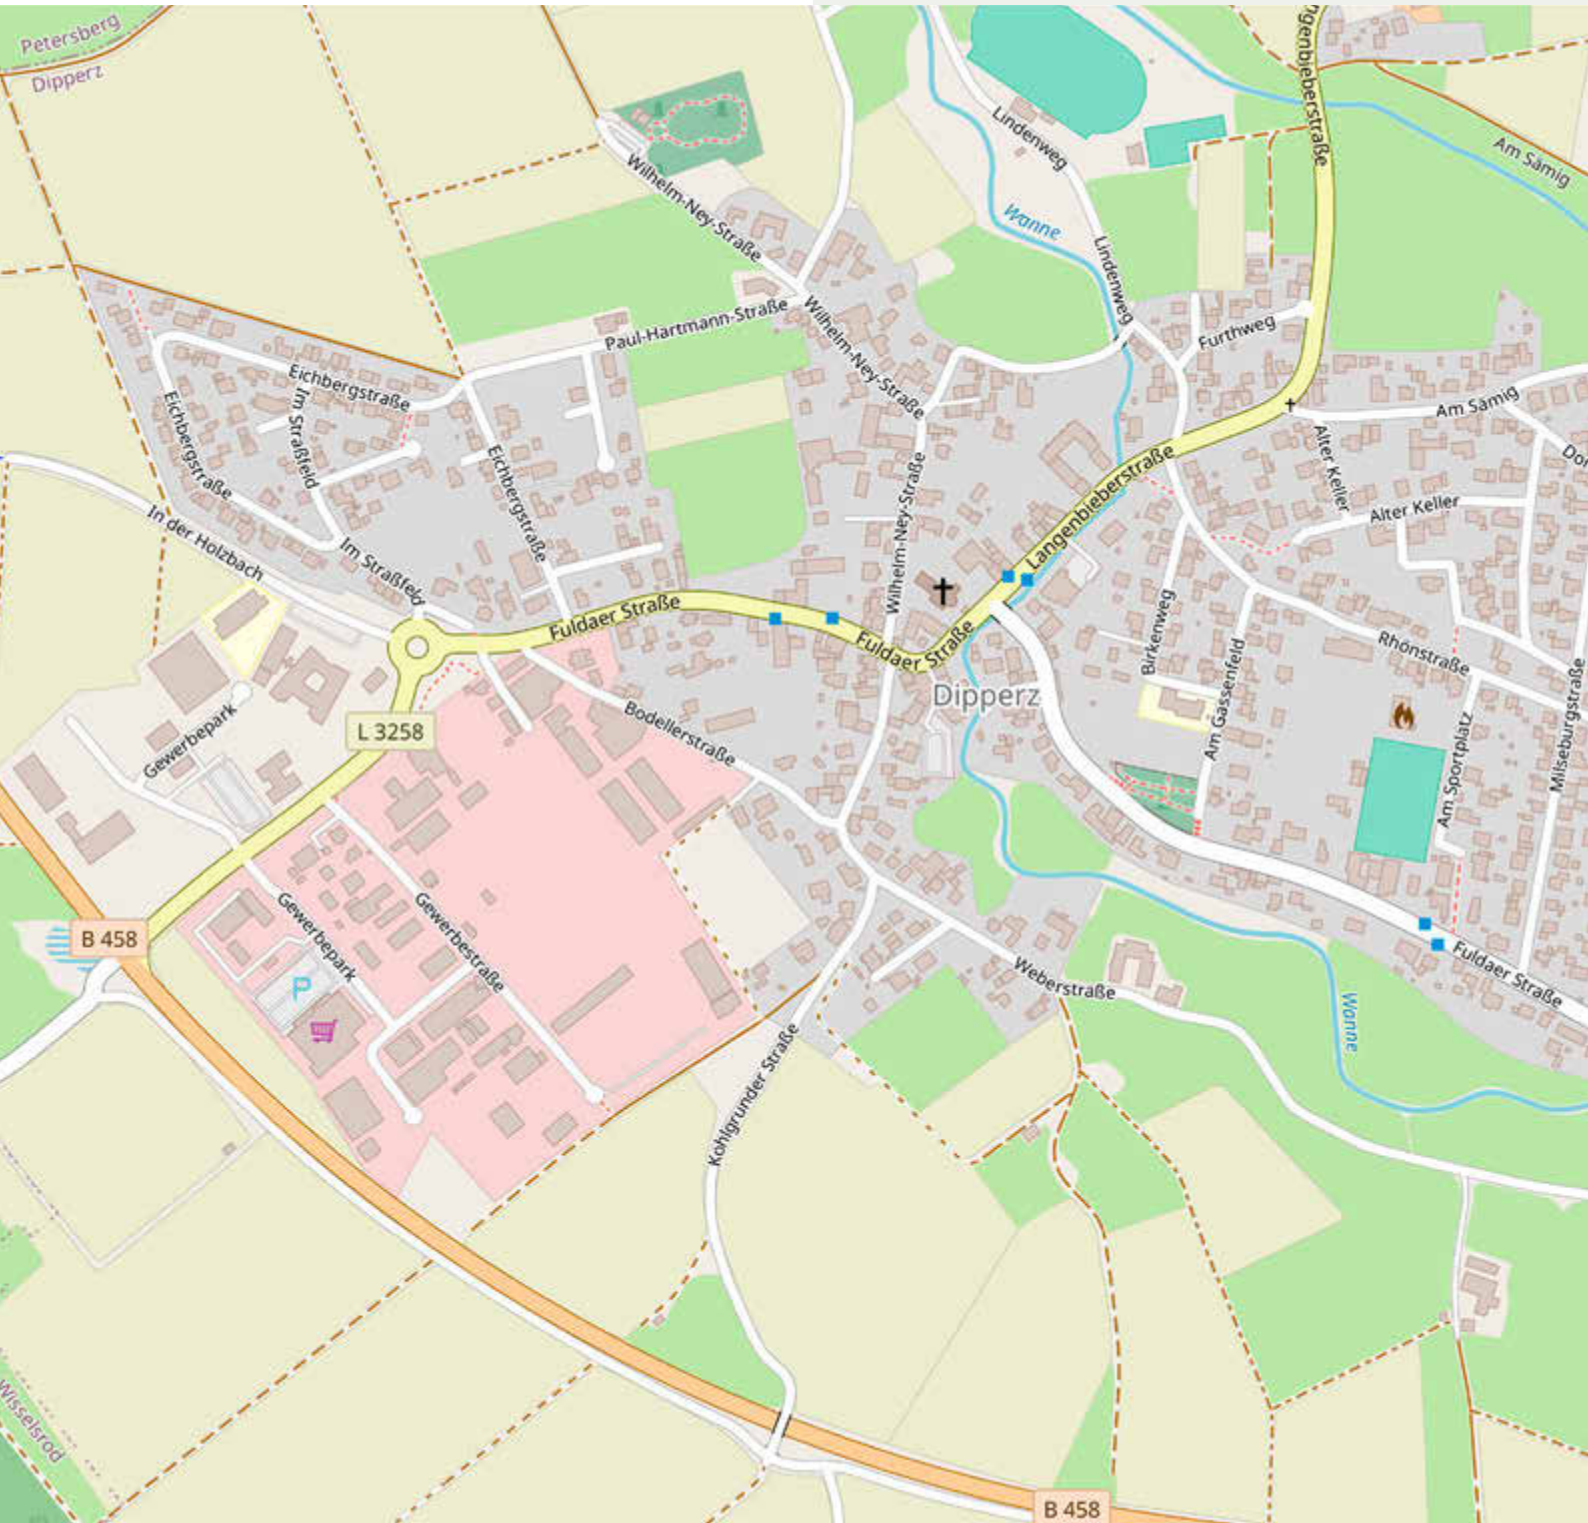 Petersberg
Dipperz
Lindenweg
genbieberstraße
Am Sämig
Wilhelm-Ney-Straße
Wanne
Lindenweg
Furthweg
Paul-Hartmann-Straße
Wilhelm-Ney-Straße
Eichbergstraße
Im Straßfeld
Eichbergstraße
Am Sämig
Alter Keller
Alter Keller
Eichbergstraße
Wilhelm-Ney-Straße
Langenbieberstraße
In der Holzbach
Im Straßfeld
Fuldaer Straße
Fuldaer Straße
Birkenweg
Am Gassenfeld
Rhönstraße
Dipperz
Milseburgstraße
Am Sportplatz
Gewerbepark
L 3258
Bodellerstraße
Gewerbepark
Gewerbestraße
B 458
P
Weberstraße
Fuldaer Straße
Wanne
Kohlgrunder Straße
Wisselsrod
B 458